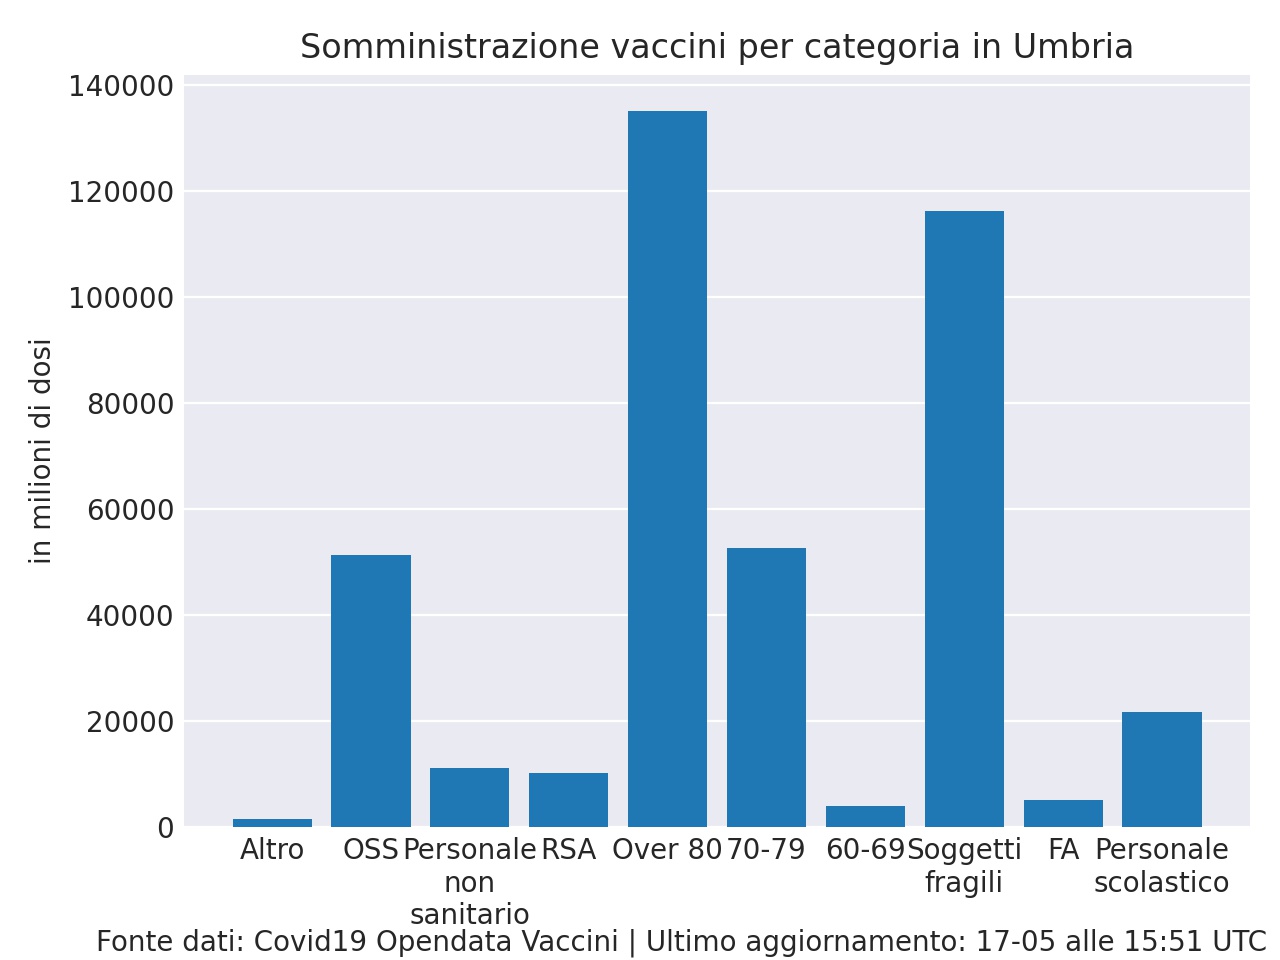 Somministrazione vaccini per categoria in Umbria
140000
120000
100000
80000
60000
40000
20000
0
in milioni di dosi
Altro OSS Personale RSA Over 80 70-79 60-69 Soggetti FA Personale
non fragili scolastico
sanitario
Fonte dati: Covid19 Opendata Vaccini | Ultimo aggiornamento: 17-05 alle 15:51 UTC